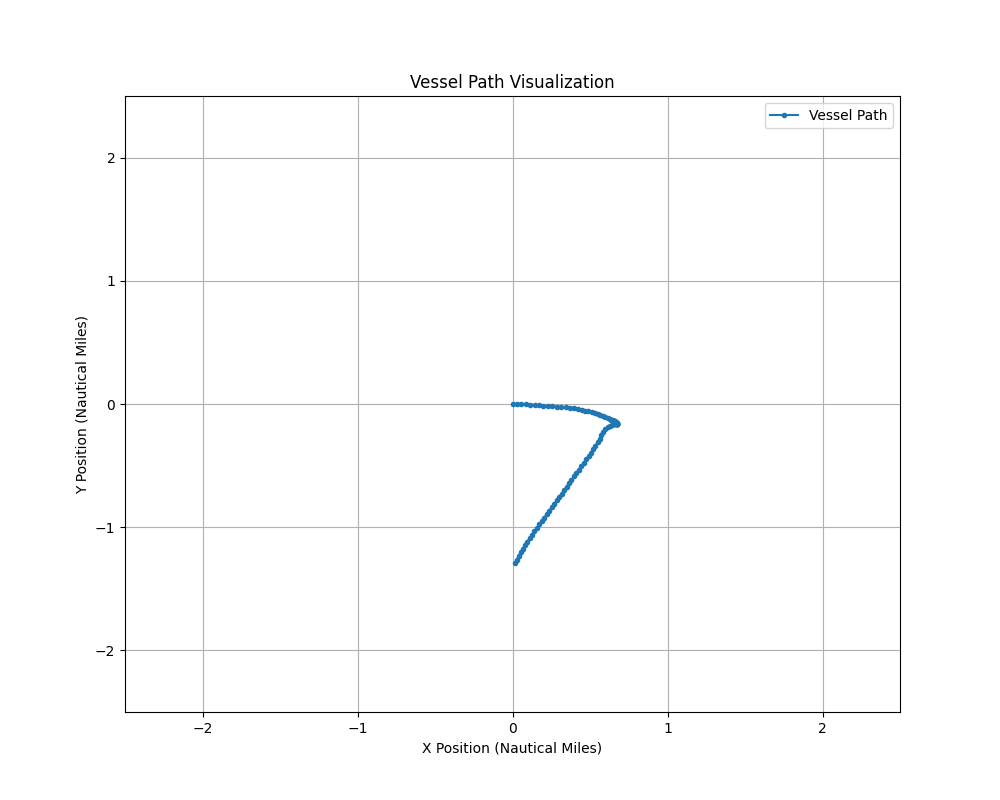 Vessel Path Visualization
Vessel Path
2
1
0
−1
−2
Y Position (Nautical Miles)
−2
−1
0
1
2
X Position (Nautical Miles)